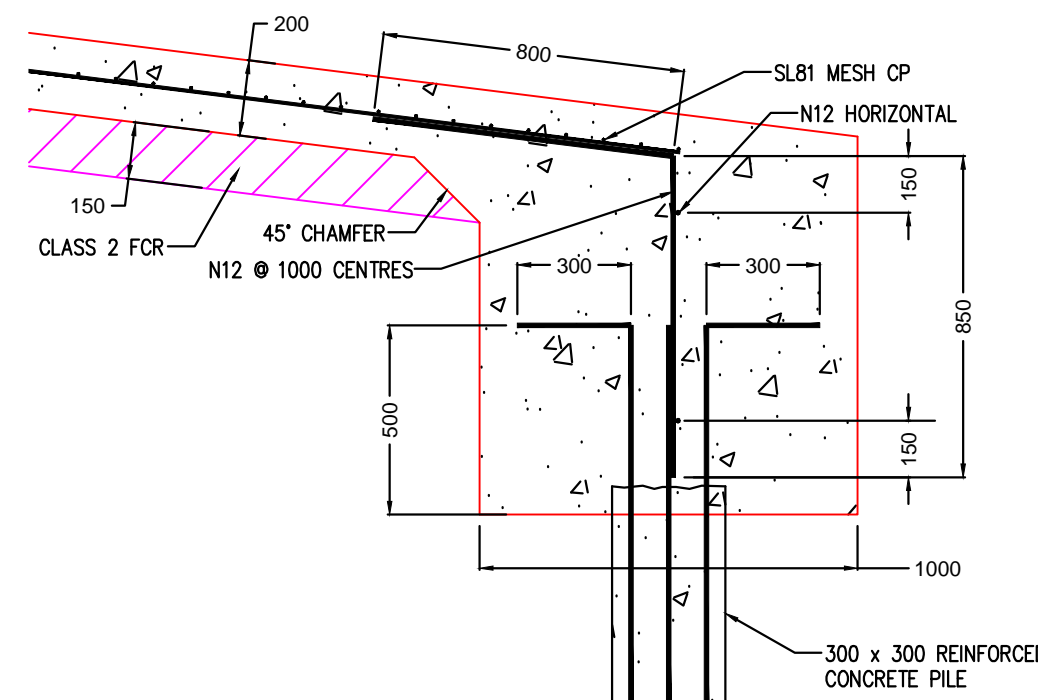 200
800
SL81 MESH CP
N12 HORIZONTAL
150
150
CLASS 2 FCR
45° CHAMFER
N12 @ 1000 CENTRES
300
300
850
500
150
1000
300 x 300 REINFORCED
CONCRETE PILE